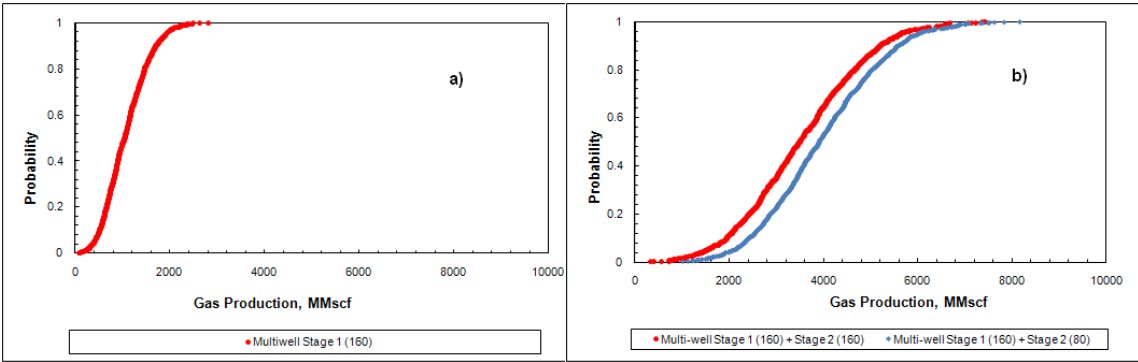 1
0.8
0.6
0.4
0.2
0
Probability
a)
0 2000 4000 6000 8000 10000
Gas Production, MMscf
Multiwell Stage 1 (160)
1
0.8
0.6
0.4
0.2
0
Probability
b)
0 2000 4000 6000 8000 10000
Gas Production, MMscf
Multi-well Stage 1 (160) + Stage 2 (160) Multi-well Stage 1 (160) + Stage 2 (80)